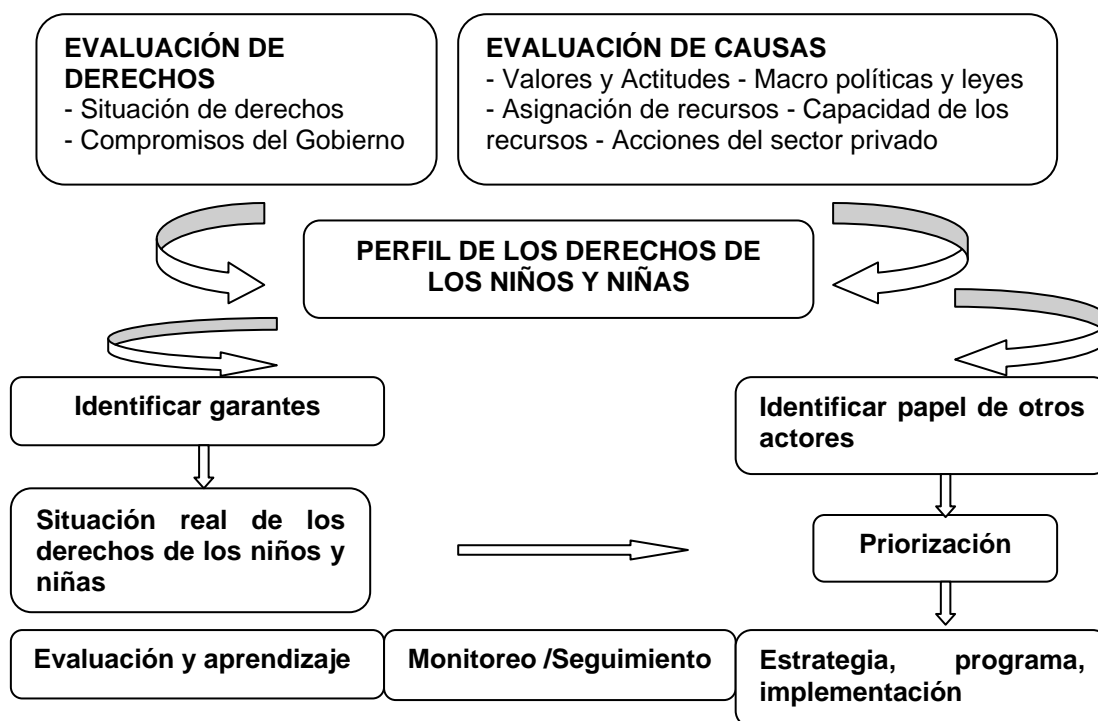 EVALUACIÓN DE
DERECHOS
- Situación de derechos
- Compromisos del Gobierno
EVALUACIÓN DE CAUSAS
- Valores y Actitudes - Macro políticas y leyes
- Asignación de recursos - Capacidad de los
recursos - Acciones del sector privado
PERFIL DE LOS DERECHOS DE
LOS NIÑOS Y NIÑAS
Identificar garantes
Identificar papel de otros
actores
Situación real de los
derechos de los niños y
niñas
Priorización
Evaluación y aprendizaje
Monitoreo /Seguimiento
Estrategia, programa,
implementación